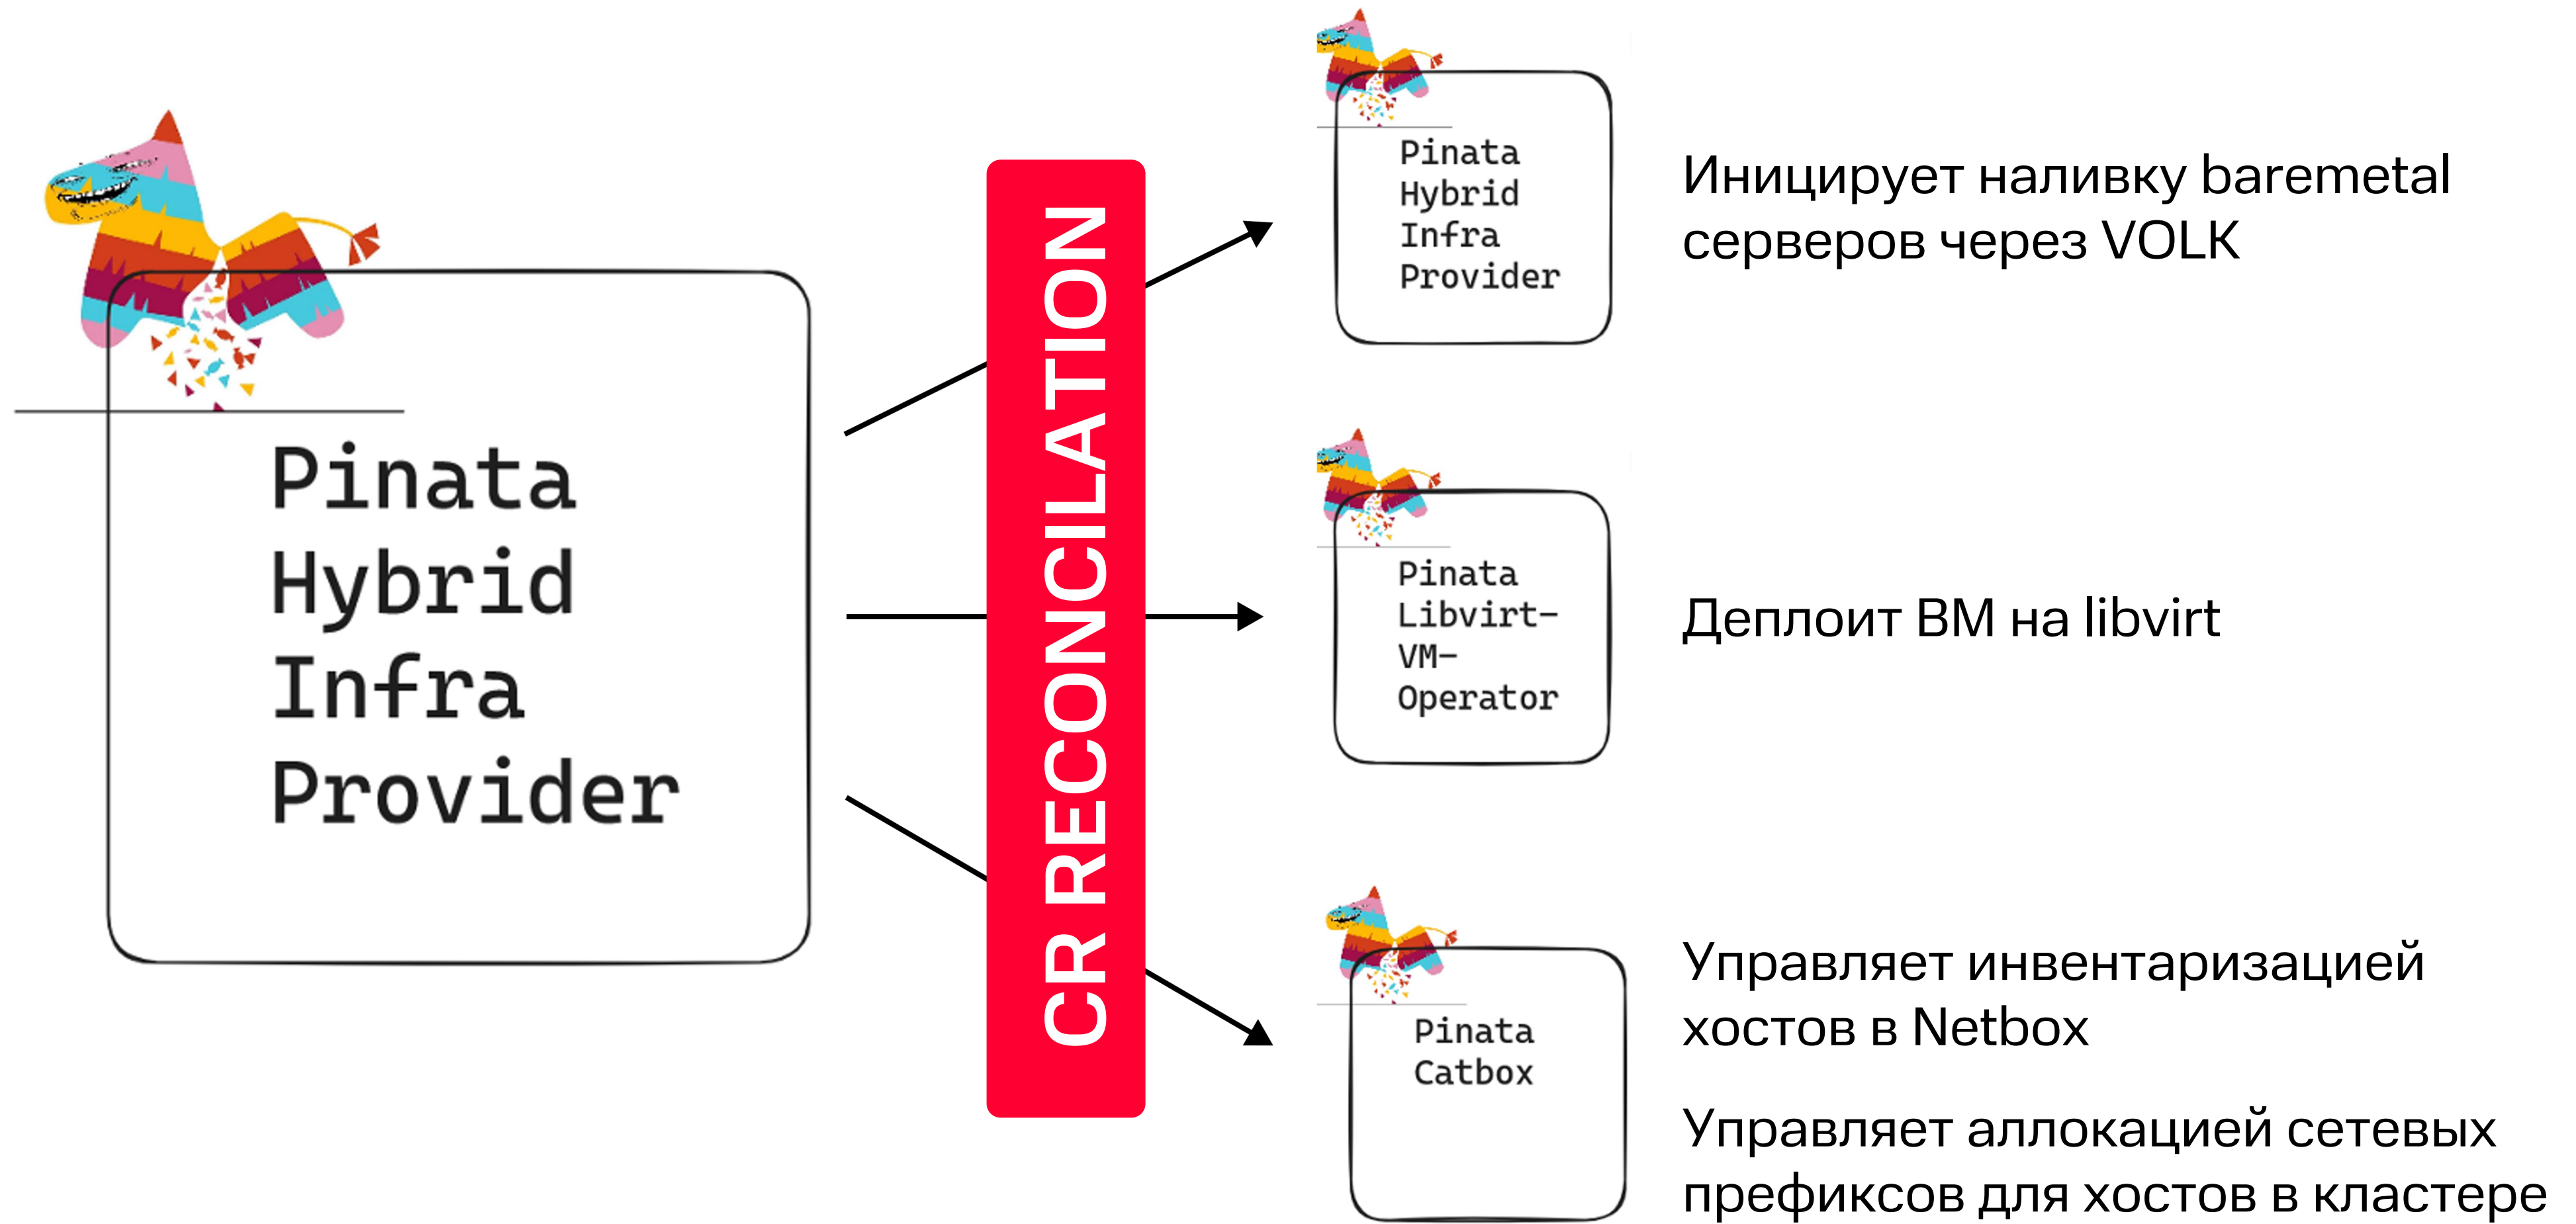 Pinata
Hybrid
Infra
Provider
CR RECONCILATION
Pinata
Hybrid
Infra
Provider
Иницирует наливку baremetal
серверов через VOLK
Pinata
Libvirt-
VM-
Operator
Деплоит ВМ на libvirt
Pinata
Catbox
Управляет инвентаризацией
хостов в Netbox
Управляет аллокацией сетевых
префиксов для хостов в кластере